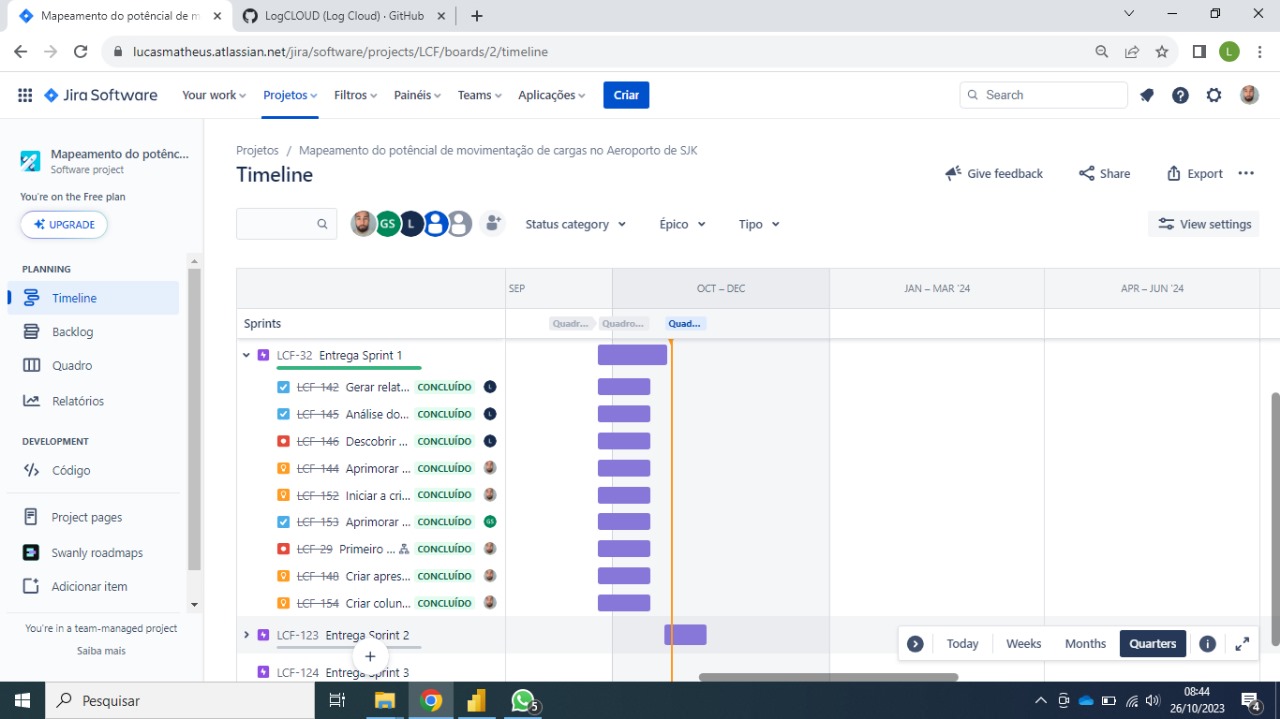 Mapeamento do potêncial de m
LogCLOUD (Log Cloud) · GitHub
lucasmatheus.atlassian.net/jira/software/projects/LCF/boards/2/timeline
L
Jira Software
Your work
Projetos
Filtros
Painéis
Teams
Aplicações
Criar
Search
Mapeamento do potênc...
Software project
You're on the Free plan
UPGRADE
PLANNING
Timeline
Backlog
Quadro
Relatórios
DEVELOPMENT
Código
Project pages
Swanly roadmaps
Adicionar item
You're in a team-managed project
Saiba mais
Projetos / Mapeamento do potêncial de movimentação de cargas no Aeroporto de SJK
Timeline
Give feedback
Share
Export
GS
L
Status category
Épico
Tipo
View settings
SEP
OCT – DEC
JAN – MAR '24
APR – JUN '24
Sprints
Quadr...
Quadro...
Quad...
LCF-32 Entrega Sprint 1
LCF-142 Gerar relat... CONCLUÍDO L
LCF-145 Análise do... CONCLUÍDO L
LCF-146 Descobrir ... CONCLUÍDO L
LCF-144 Aprimorar ... CONCLUÍDO
LCF-152 Iniciar a cri... CONCLUÍDO
LCF-153 Aprimorar ... CONCLUÍDO GS
LCF-29 Primeiro ... CONCLUÍDO
LCF-148 Criar apres... CONCLUÍDO
LCF-154 Criar colun... CONCLUÍDO
LCF-123 Entrega Sprint 2
LCF-124 Entrega Sprint 3
Today
Weeks
Months
Quarters
Pesquisar
5
08:44
26/10/2023
4